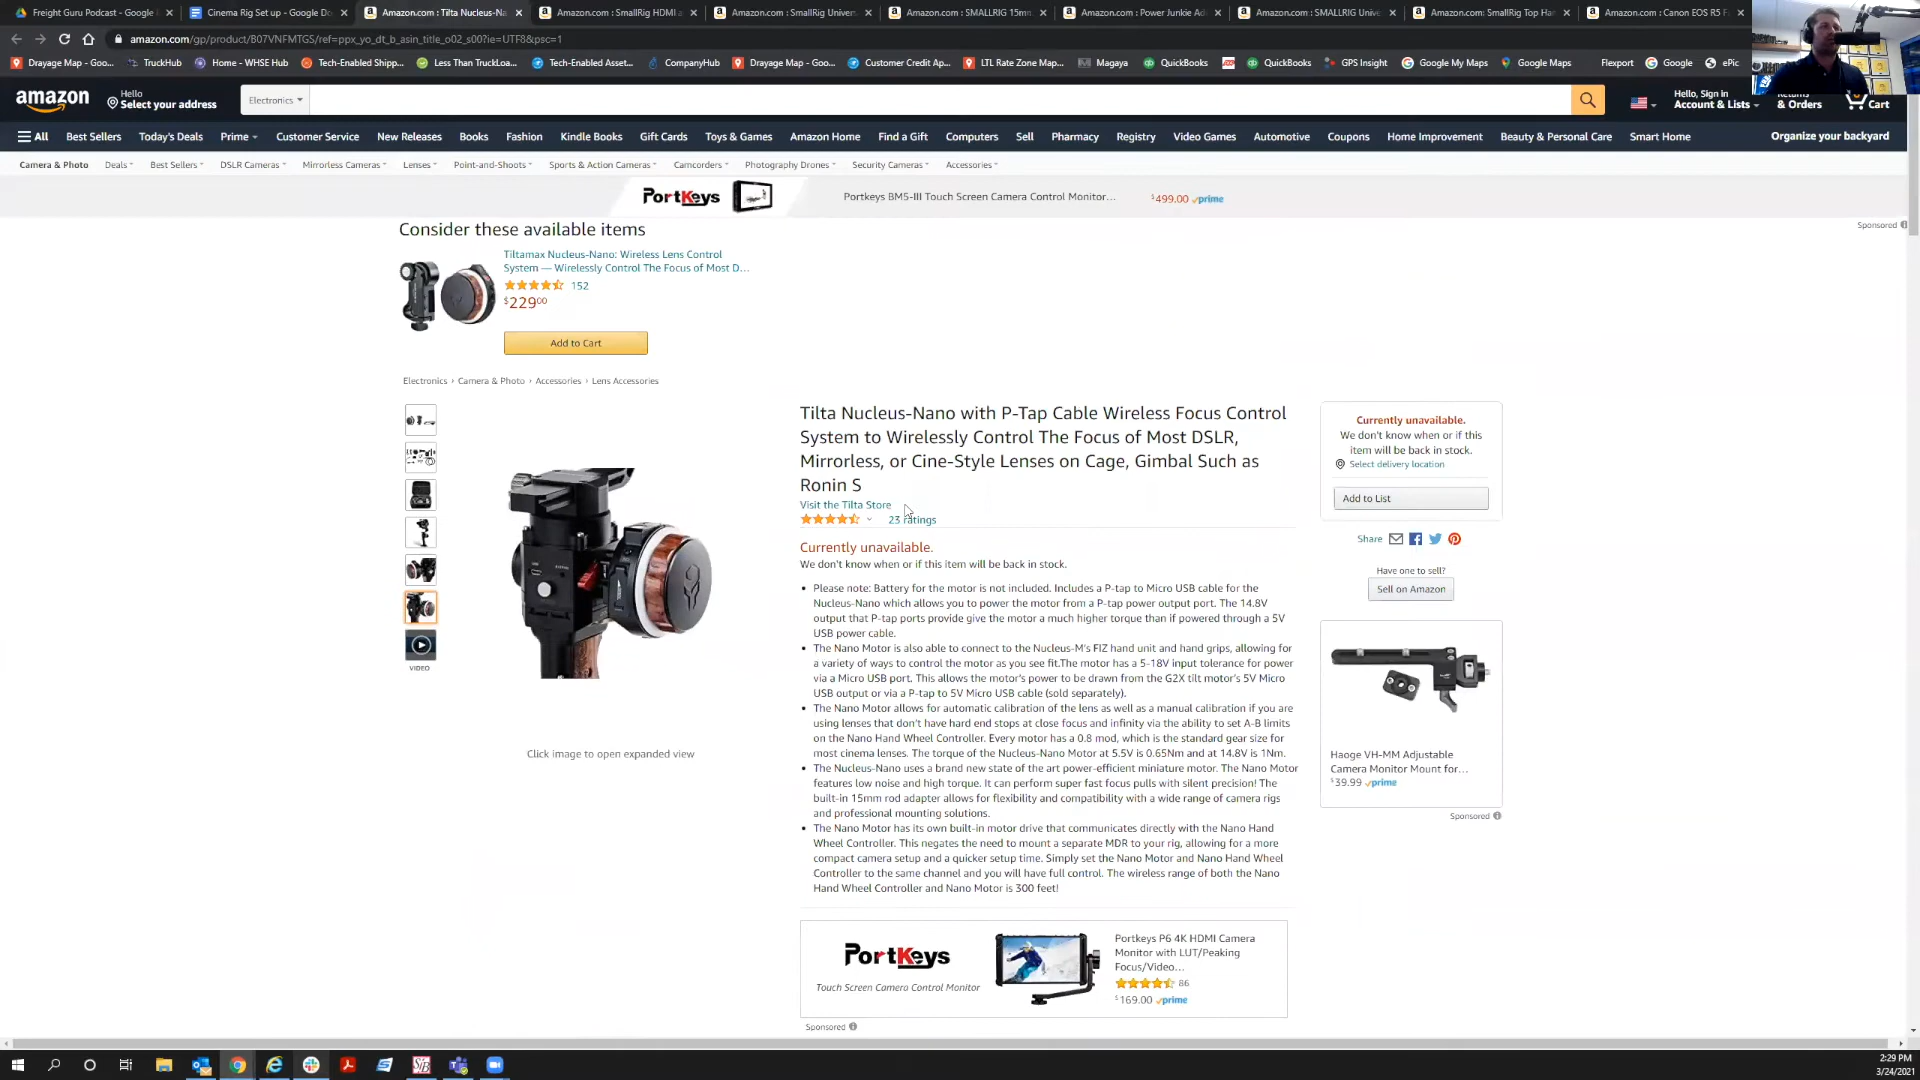 Freight Guru Podcast - Google
Cinema Rig Set up - Google Do
Amazon.com : Tilta Nucleus-Na
Amazon.com : SmallRig HDMI
Amazon.com : SmallRig Univer
Amazon.com : SMALLRIG 15m
Amazon.com : Power Junkie Ad
Amazon.com : SMALLRIG Unive
Amazon.com: SmallRig Top Ha
Amazon.com : Canon EOS R5 F
amazon.com/gp/product/B07VNFMTGS/ref=ppx_yo_dt_b_asin_title_o02_s00?ie=UTF8&psc=1
Drayage Map - Goo... TruckHub Home - WHSE Hub Tech-Enabled Shipp... Less Than TruckLoa... Tech-Enabled Asset... CompanyHub Drayage Map - Goo... Customer Credit Ap... LTL Rate Zone Map... Magaya QuickBooks QuickBooks GPS Insight Google My Maps Google Maps Flexport Google ePic
amazon
Hello
Select your address
Electronics
Hello, Sign in
Account & Lists
Returns
& Orders
Cart
All Best Sellers Today's Deals Prime Customer Service New Releases Books Fashion Kindle Books Gift Cards Toys & Games Amazon Home Find a Gift Computers Sell Pharmacy Registry Video Games Automotive Coupons Home Improvement Beauty & Personal Care Smart Home Organize your backyard
Camera & Photo Deals Best Sellers DSLR Cameras Mirrorless Cameras Lenses Point-and-Shoots Sports & Action Cameras Camcorders Photography Drones Security Cameras Accessories
PortKeys
Portkeys BM5-III Touch Screen Camera Control Monitor...
$499.00 prime
Sponsored
Consider these available items
Tiltamax Nucleus-Nano: Wireless Lens Control
System — Wirelessly Control The Focus of Most D...
152
$229 00
Add to Cart
Electronics › Camera & Photo › Accessories › Lens Accessories
VIDEO
Click image to open expanded view
Tilta Nucleus-Nano with P-Tap Cable Wireless Focus Control
System to Wirelessly Control The Focus of Most DSLR,
Mirrorless, or Cine-Style Lenses on Cage, Gimbal Such as
Ronin S
Visit the Tilta Store
23 ratings
Currently unavailable.
We don't know when or if this item will be back in stock.
• Please note: Battery for the motor is not included. Includes a P-tap to Micro USB cable for the
Nucleus-Nano which allows you to power the motor from a P-tap power output port. The 14.8V
output that P-tap ports provide give the motor a much higher torque than if powered through a 5V
USB power cable.
• The Nano Motor is also able to connect to the Nucleus-M's FIZ hand unit and hand grips, allowing for
a variety of ways to control the motor as you see fit.The motor has a 5-18V input tolerance for power
via a Micro USB port. This allows the motor's power to be drawn from the G2X tilt motor's 5V Micro
USB output or via a P-tap to 5V Micro USB cable (sold separately).
• The Nano Motor allows for automatic calibration of the lens as well as a manual calibration if you are
using lenses that don't have hard end stops at close focus and infinity via the ability to set A-B limits
on the Nano Hand Wheel Controller. Every motor has a 0.8 mod, which is the standard gear size for
most cinema lenses. The torque of the Nucleus-Nano Motor at 5.5V is 0.65Nm and at 14.8V is 1Nm.
• The Nucleus-Nano uses a brand new state of the art power-efficient miniature motor. The Nano Motor
features low noise and high torque. It can perform super fast focus pulls with silent precision! The
built-in 15mm rod adapter allows for flexibility and compatibility with a wide range of camera rigs
and professional mounting solutions.
• The Nano Motor has its own built-in motor drive that communicates directly with the Nano Hand
Wheel Controller. This negates the need to mount a separate MDR to your rig, allowing for a more
compact camera setup and a quicker setup time. Simply set the Nano Motor and Nano Hand Wheel
Controller to the same channel and you will have full control. The wireless range of both the Nano
Hand Wheel Controller and Nano Motor is 300 feet!
Currently unavailable.
We don't know when or if this
item will be back in stock.
Select delivery location
Add to List
Share
Have one to sell?
Sell on Amazon
Haoge VH-MM Adjustable
Camera Monitor Mount for...
$39.99 prime
Sponsored
PortKeys
Touch Screen Camera Control Monitor
Portkeys P6 4K HDMI Camera
Monitor with LUT/Peaking
Focus/Video...
86
$169.00 prime
Sponsored
2:29 PM
3/24/2021